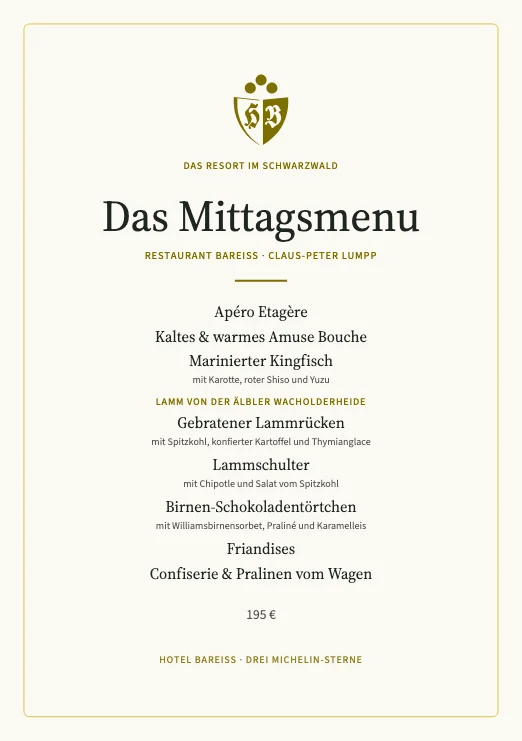 HB
DAS RESORT IM SCHWARZWALD
Das Mittagsmenu
RESTAURANT BAREISS · CLAUS-PETER LUMPP
Apéro Etagère
Kaltes & warmes Amuse Bouche
Marinierter Kingfisch
mit Karotte, roter Shiso und Yuzu
LAMM VON DER ÄLBLER WACHOLDERHEIDE
Gebratener Lammrücken
mit Spitzkohl, konfierter Kartoffel und Thymianglace
Lammschulter
mit Chipotle und Salat vom Spitzkohl
Birnen-Schokoladentörtchen
mit Williamsbirnensorbet, Praliné und Karamelleis
Friandises
Confiserie & Pralinen vom Wagen
195 €
HOTEL BAREISS · DREI MICHELIN-STERNE